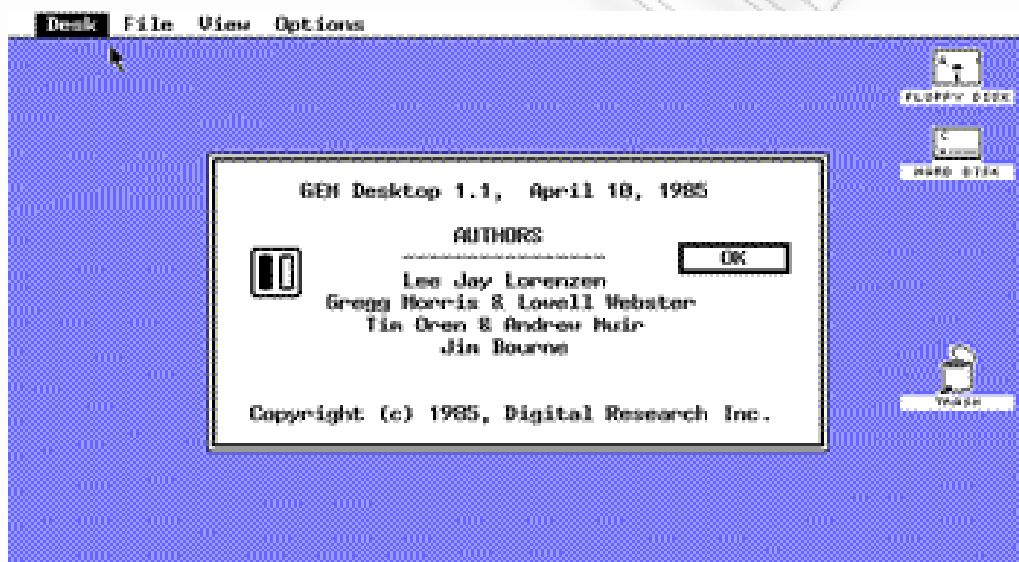 Desk File View Options
FLOPPY DISK
HARD DISK
GEM Desktop 1.1, April 10, 1985
AUTHORS
-------------------
OK
Lee Jay Lorenzen
Gregg Morris & Lowell Webster
Tim Oren & Andrew Muir
Jim Bourne
TRASH
Copyright (c) 1985, Digital Research Inc.